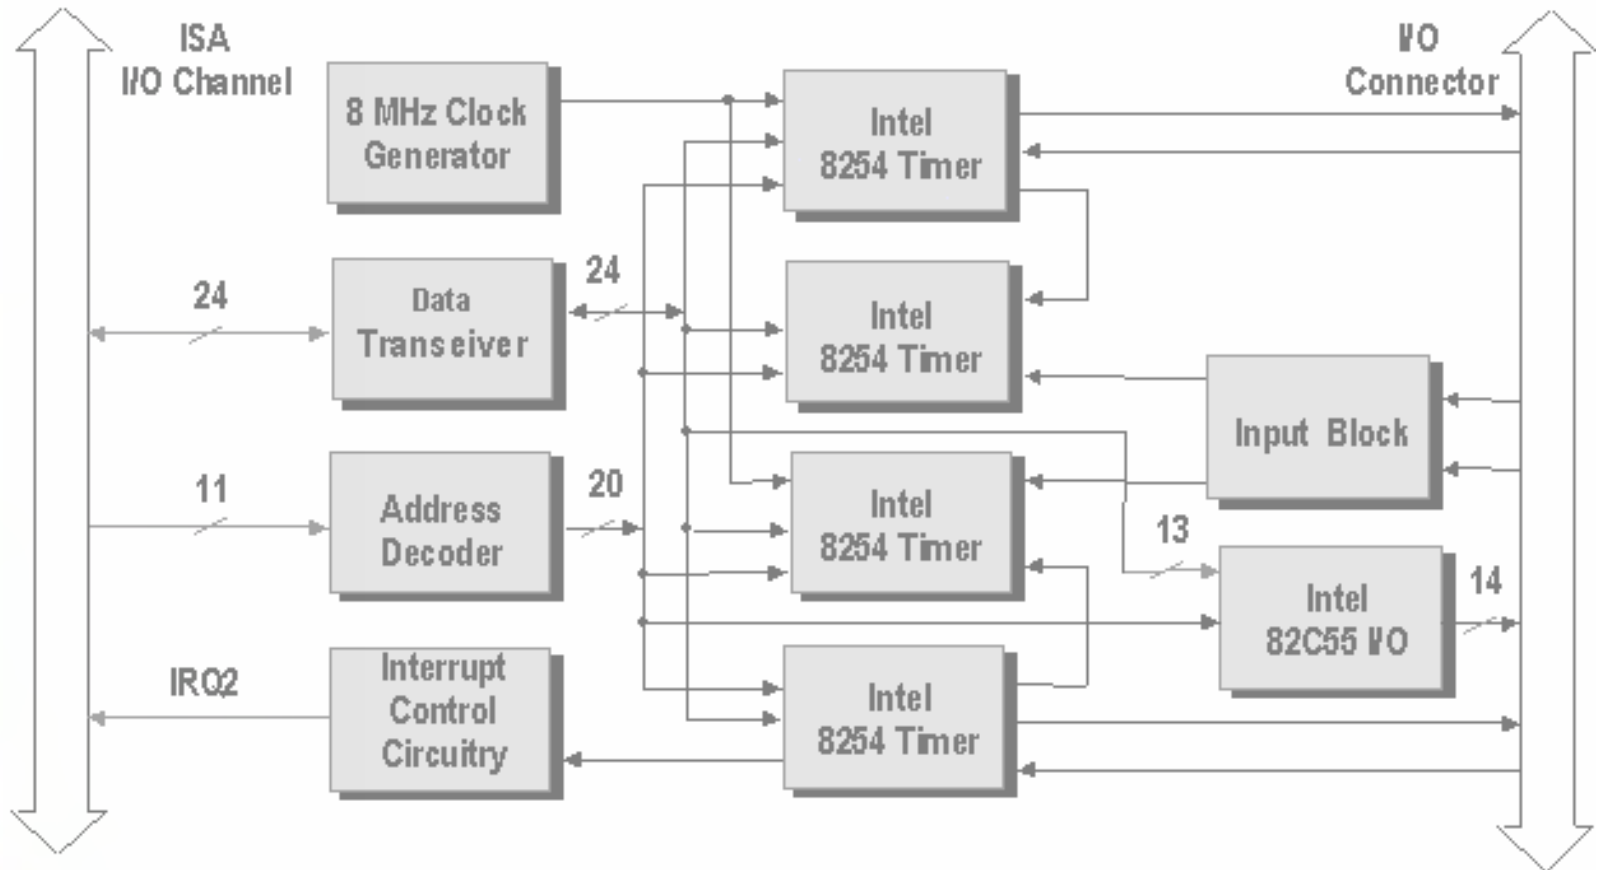 ISA
I/O Channel
I/O
Connector
8 MHz Clock
Generator
Intel
8254 Timer
24
Data
Transeiver
24
Intel
8254 Timer
Input Block
11
Address
Decoder
20
Intel
8254 Timer
13
Intel
82C55 I/O
14
IRQ2
Interrupt
Control
Circuitry
Intel
8254 Timer